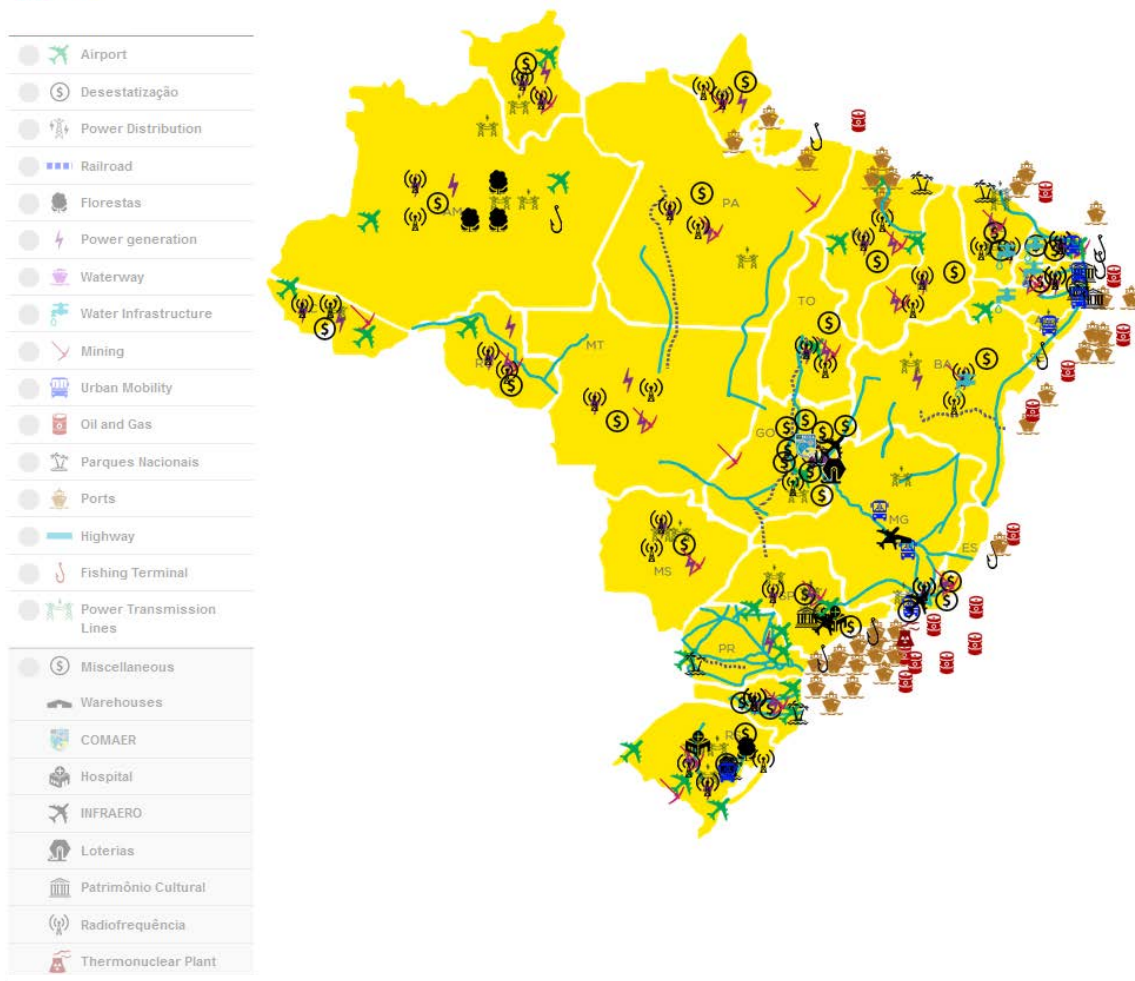 Airport
Desestatização
Power Distribution
Railroad
Florestas
Power generation
Waterway
Water Infrastructure
Mining
Urban Mobility
Oil and Gas
Parques Nacionais
Ports
Highway
Fishing Terminal
Power Transmission
Lines
Miscellaneous
Warehouses
COMAER
Hospital
INFRAERO
Loterias
Patrimônio Cultural
Radiofrequência
Thermonuclear Plant
AM
PA
TO
MT
BA
GO
MG
ES
MS
SP
PR